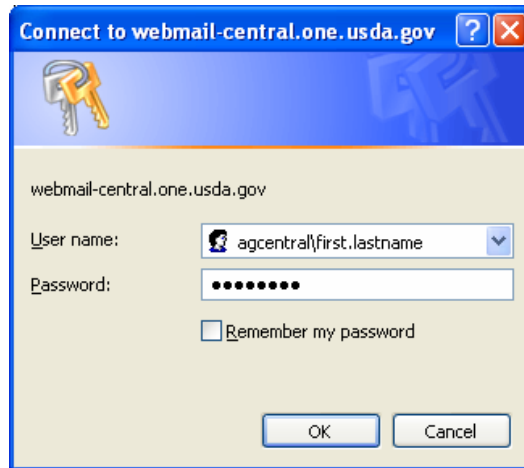 Connect to webmail-central.one.usda.gov
webmail-central.one.usda.gov
User name: agcentral\first.lastname
Password: ●●●●●●●●
Remember my password
OK Cancel